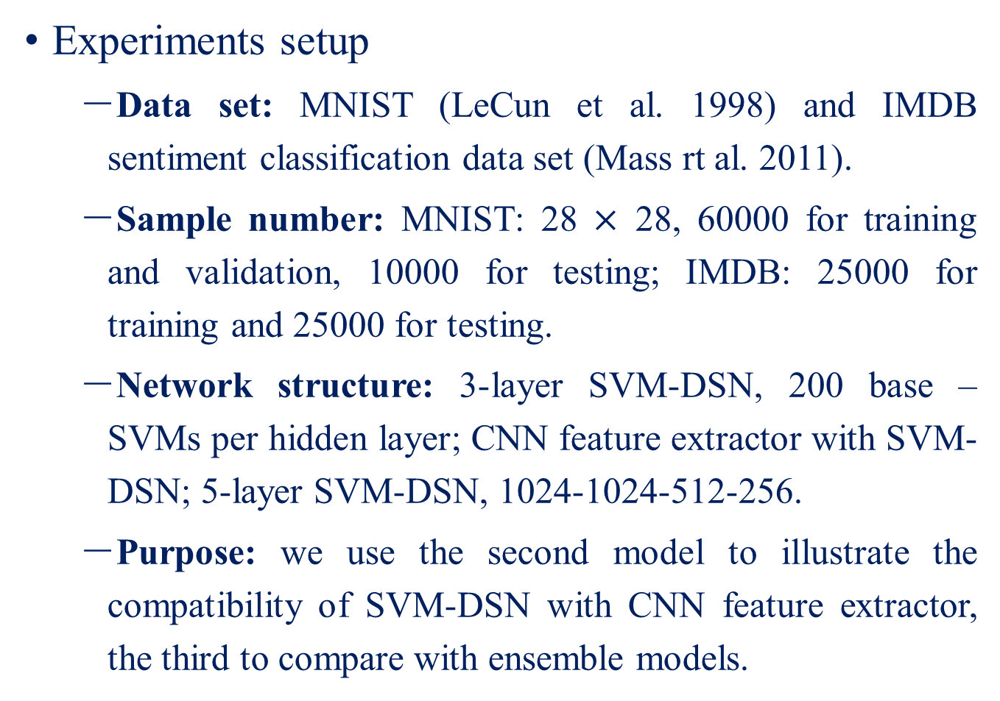 • Experiments setup
—Data set: MNIST (LeCun et al. 1998) and IMDB
sentiment classification data set (Mass rt al. 2011).
—Sample number: MNIST: 28 × 28, 60000 for training
and validation, 10000 for testing; IMDB: 25000 for
training and 25000 for testing.
—Network structure: 3-layer SVM-DSN, 200 base –
SVMs per hidden layer; CNN feature extractor with SVM-
DSN; 5-layer SVM-DSN, 1024-1024-512-256.
—Purpose: we use the second model to illustrate the
compatibility of SVM-DSN with CNN feature extractor,
the third to compare with ensemble models.